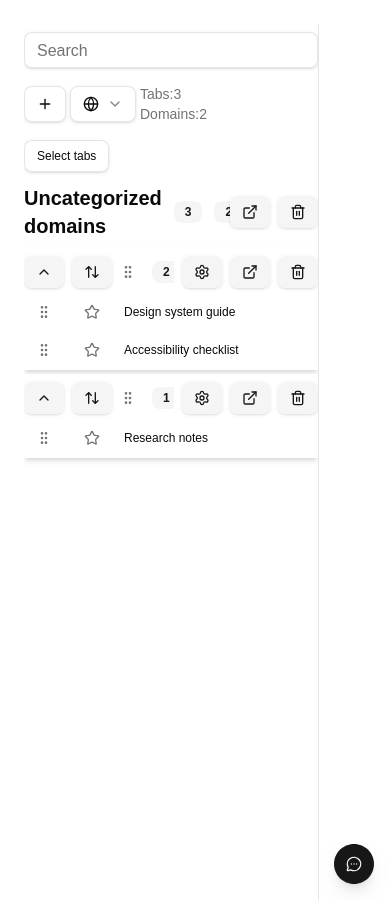 Search
Tabs:3
Domains:2
Select tabs
Uncategorized
domains
3
2
2
Design system guide
Accessibility checklist
1
Research notes